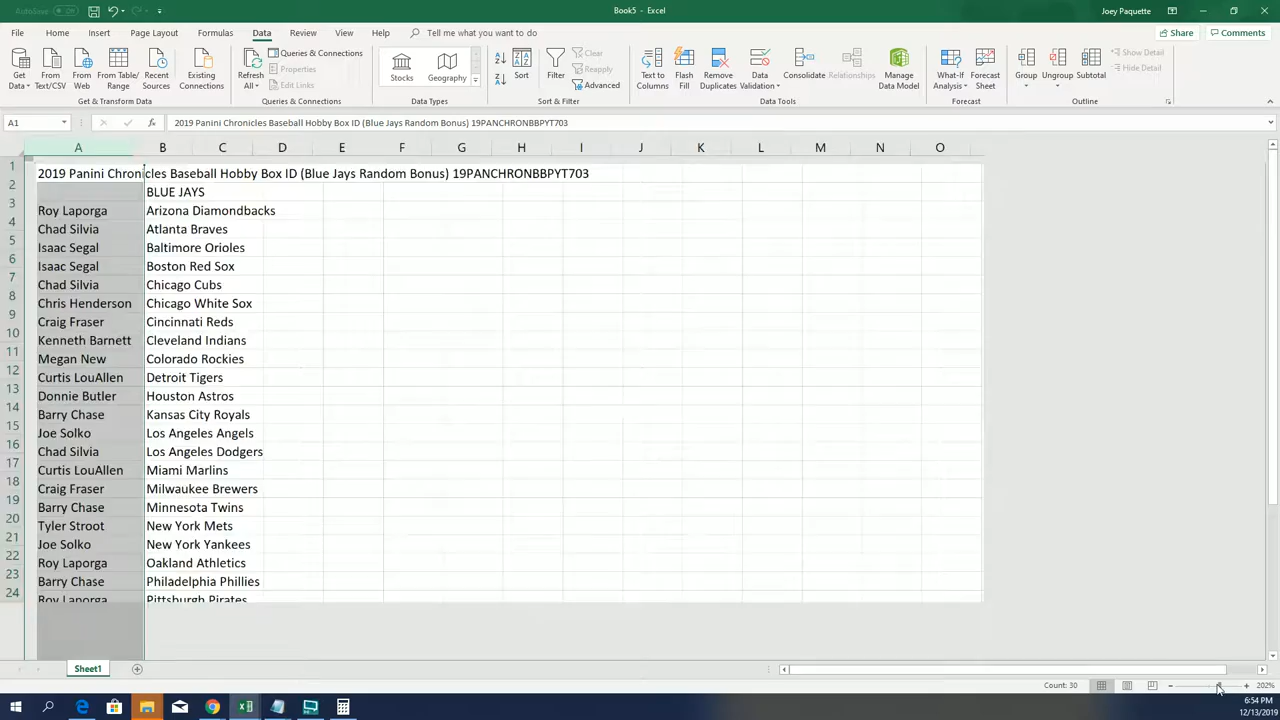 AutoSave Off Book5 - Excel Joey Paquette
File Home Insert Page Layout Formulas Data Review View Help Tell me what you want to do Share Comments
Get Data From Text/CSV From Web From Table/Range Recent Sources Existing Connections
Get & Transform Data
Refresh All Queries & Connections Properties Edit Links
Queries & Connections
Stocks Geography
Data Types
Sort Filter Clear Reapply Advanced
Sort & Filter
Text to Columns Flash Fill Remove Duplicates Data Validation Consolidate Relationships Manage Data Model
Data Tools
What-If Analysis Forecast Sheet
Forecast
Group Ungroup Subtotal Show Detail Hide Detail
Outline
A1 fx 2019 Panini Chronicles Baseball Hobby Box ID (Blue Jays Random Bonus) 19PANCHRONBBPYT703
A B C D E F G H I J K L M N O
1 2019 Panini Chronicles Baseball Hobby Box ID (Blue Jays Random Bonus) 19PANCHRONBBPYT703
2 BLUE JAYS
3 Roy Laporga Arizona Diamondbacks
4 Chad Silvia Atlanta Braves
5 Isaac Segal Baltimore Orioles
6 Isaac Segal Boston Red Sox
7 Chad Silvia Chicago Cubs
8 Chris Henderson Chicago White Sox
9 Craig Fraser Cincinnati Reds
10 Kenneth Barnett Cleveland Indians
11 Megan New Colorado Rockies
12 Curtis LouAllen Detroit Tigers
13 Donnie Butler Houston Astros
14 Barry Chase Kansas City Royals
15 Joe Solko Los Angeles Angels
16 Chad Silvia Los Angeles Dodgers
17 Curtis LouAllen Miami Marlins
18 Craig Fraser Milwaukee Brewers
19 Barry Chase Minnesota Twins
20 Tyler Stroot New York Mets
21 Joe Solko New York Yankees
22 Roy Laporga Oakland Athletics
23 Barry Chase Philadelphia Phillies
24 Roy Laporga Pittsburgh Pirates
Sheet1
Count: 30 202%
6:54 PM
12/13/2019